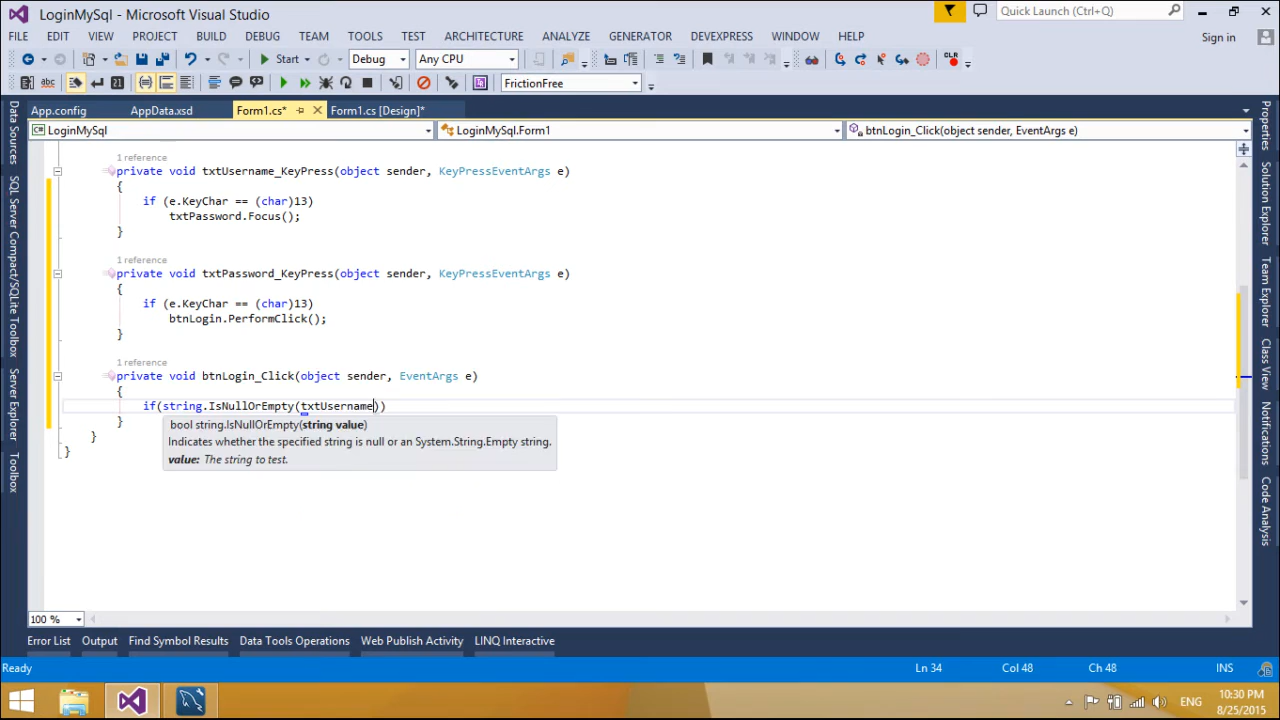 LoginMySql - Microsoft Visual Studio
Quick Launch (Ctrl+Q)
FILE EDIT VIEW PROJECT BUILD DEBUG TEAM TOOLS TEST ARCHITECTURE ANALYZE GENERATOR DEVEXPRESS WINDOW HELP
Sign in
Start Debug Any CPU
CLR
abc
21
FrictionFree
App.config AppData.xsd Form1.cs* Form1.cs [Design]*
LoginMySql LoginMySql.Form1 btnLogin_Click(object sender, EventArgs e)
1 reference
private void txtUsername_KeyPress(object sender, KeyPressEventArgs e)
{
if (e.KeyChar == (char)13)
txtPassword.Focus();
}
1 reference
private void txtPassword_KeyPress(object sender, KeyPressEventArgs e)
{
if (e.KeyChar == (char)13)
btnLogin.PerformClick();
}
1 reference
private void btnLogin_Click(object sender, EventArgs e)
{
if(string.IsNullOrEmpty(txtUsername))
}
bool string.IsNullOrEmpty(string value)
Indicates whether the specified string is null or an System.String.Empty string.
value: The string to test.
}
}
Data Sources
SQL Server Compact/SQLite Toolbox
Server Explorer
Toolbox
Properties
Solution Explorer
Team Explorer
Class View
Notifications
Code Analysis
100 %
Error List Output Find Symbol Results Data Tools Operations Web Publish Activity LINQ Interactive
Ready Ln 34 Col 48 Ch 48 INS
ENG
10:30 PM
8/25/2015